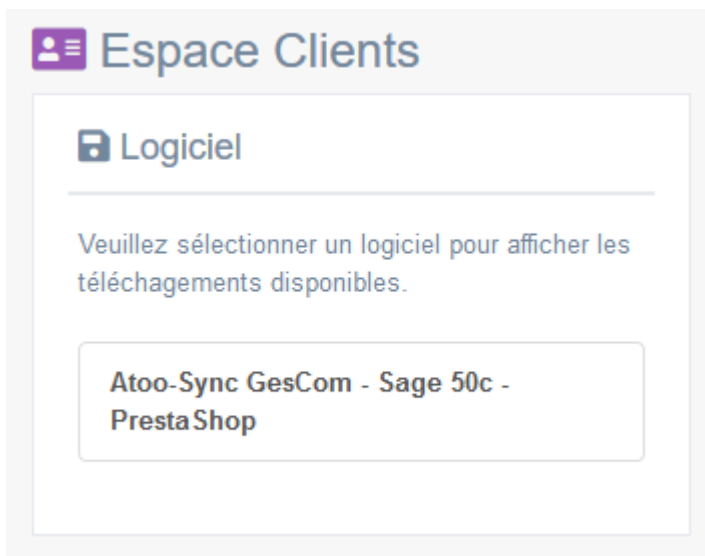 Espace Clients
Logiciel
Veuillez sélectionner un logiciel pour afficher les
téléchagements disponibles.
Atoo-Sync GesCom - Sage 50c -
PrestaShop